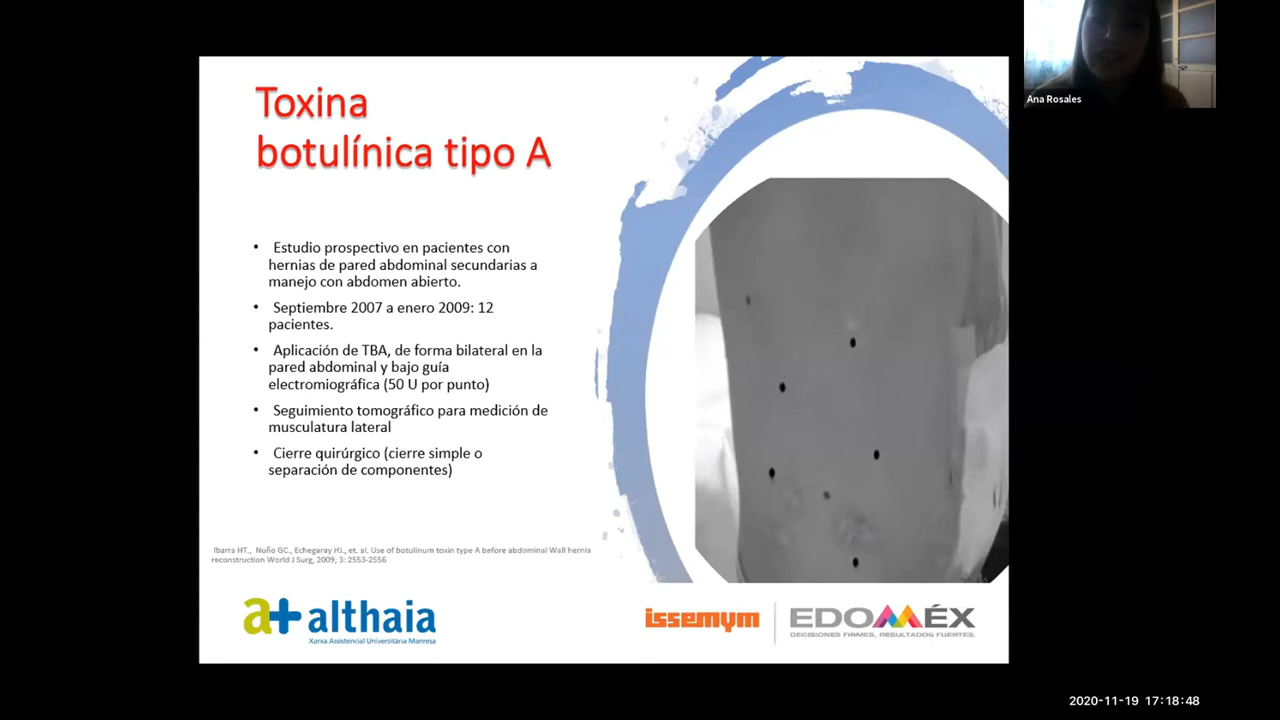 Toxina
botulínica tipo A
Ana Rosales
• Estudio prospectivo en pacientes con
hernias de pared abdominal secundarias a
manejo con abdomen abierto.
• Septiembre 2007 a enero 2009: 12
pacientes.
• Aplicación de TBA, de forma bilateral en la
pared abdominal y bajo guía
electromiográfica (50 U por punto)
• Seguimiento tomográfico para medición de
musculatura lateral
• Cierre quirúrgico (cierre simple o
separación de componentes)
Ibarra HT., Nuño GC., Echegaray HJ., et. al. Use of botulinum toxin type A before abdominal Wall hernia
reconstruction World J Surg, 2009; 3: 2553-2556
a+ althaia
Xarxa Assistencial Universitària Manresa
issemym
EDOMÉX
DECISIONES FIRMES, RESULTADOS FUERTES.
2020-11-19 17:18:48